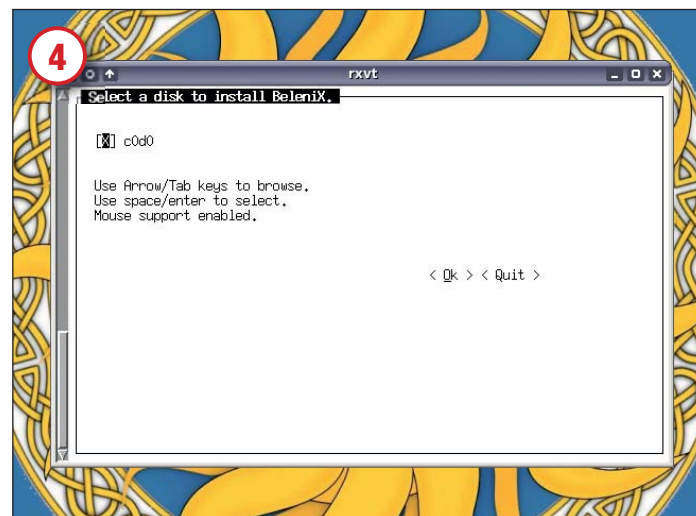 4
rxvt
Select a disk to install BeleniX.
[X] c0d0
Use Arrow/Tab keys to browse.
Use space/enter to select.
Mouse support enabled.
< Ok > < Quit >